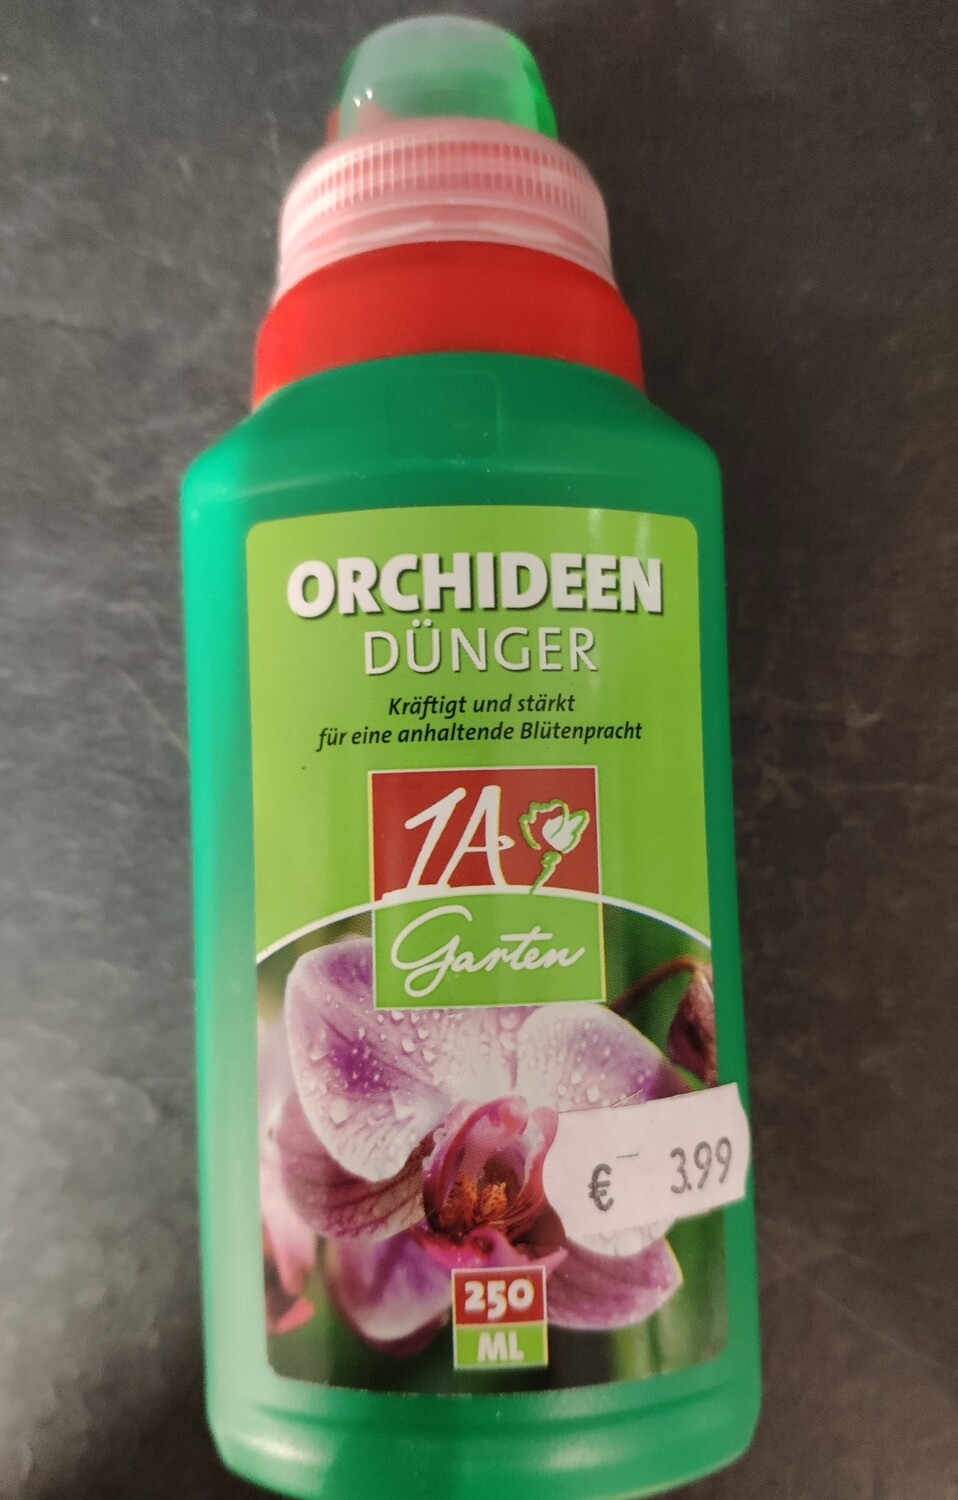 ORCHIDEEN
DÜNGER
Kräftigt und stärkt
für eine anhaltende Blütenpracht
1A
Garten
€ 3.99
250
ML